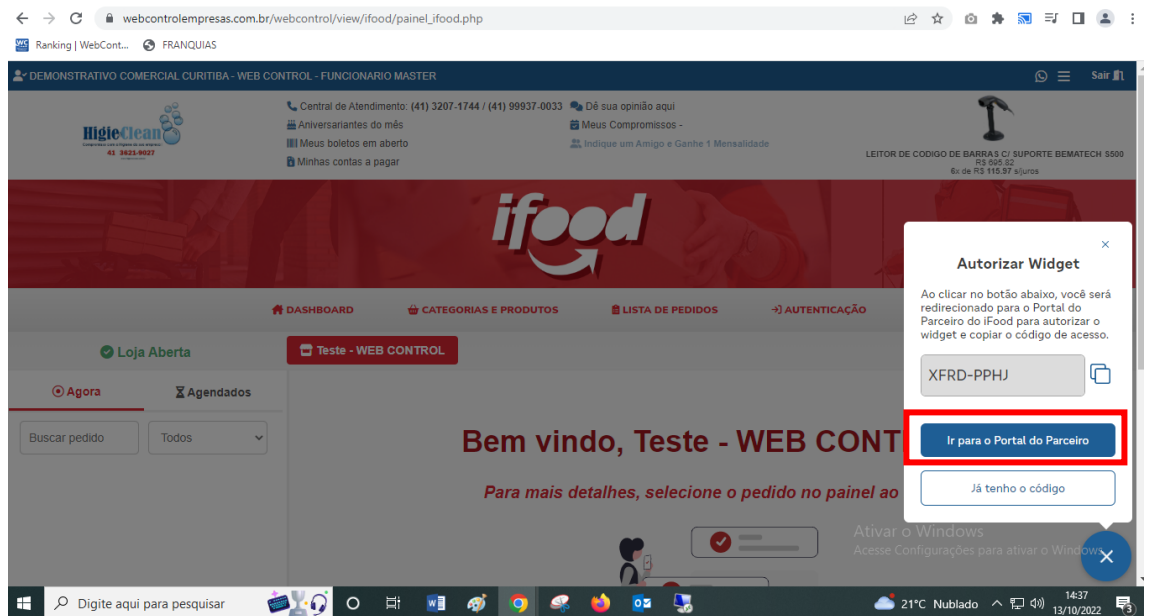 webcontrolempresas.com.br/webcontrol/view/ifood/painel_ifood.php
Ranking | WebCont... FRANQUIAS
DEMONSTRATIVO COMERCIAL CURITIBA - WEB CONTROL - FUNCIONARIO MASTER
Sair
HigieClean
41 3621-9027
Central de Atendimento: (41) 3207-1744 / (41) 99937-0033
Dê sua opinião aqui
Aniversariantes do mês
Meus Compromissos -
Meus boletos em aberto
Indique um Amigo e Ganhe 1 Mensalidade
Minhas contas a pagar
LEITOR DE CODIGO DE BARRAS C/ SUPORTE BEMATECH S500
R$ 695.82
6x de R$ 115.97 s/juros
ifood
DASHBOARD
CATEGORIAS E PRODUTOS
LISTA DE PEDIDOS
AUTENTICAÇÃO
Loja Aberta
Teste - WEB CONTROL
Agora
Agendados
Buscar pedido
Todos
Bem vindo, Teste - WEB CONT
Para mais detalhes, selecione o pedido no painel ao
Autorizar Widget
Ao clicar no botão abaixo, você será
redirecionado para o Portal do
Parceiro do iFood para autorizar o
widget e copiar o código de acesso.
XFRD-PPHJ
Ir para o Portal do Parceiro
Já tenho o código
Ativar o Windows
Acesse Configurações para ativar o Windows.
Digite aqui para pesquisar
21°C Nublado
14:37
13/10/2022
3